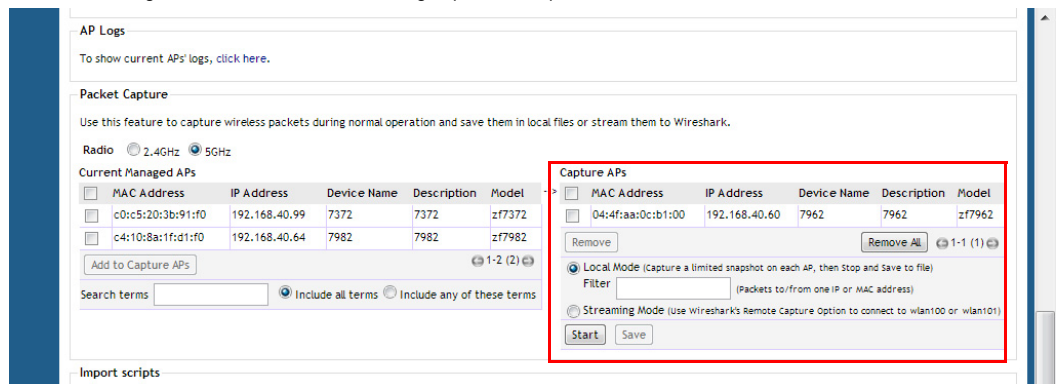 AP Logs
To show current APs' logs, click here.
Packet Capture
Use this feature to capture wireless packets during normal operation and save them in local files or stream them to Wireshark.
Radio 2.4GHz 5GHz
Current Managed APs
MAC Address IP Address Device Name Description Model ->
c0:c5:20:3b:91:f0 192.168.40.99 7372 7372 zf7372
c4:10:8a:1f:d1:f0 192.168.40.64 7982 7982 zf7982
Add to Capture APs 1-2 (2)
Search terms Include all terms Include any of these terms
Capture APs
MAC Address IP Address Device Name Description Model
04:4f:aa:0c:b1:00 192.168.40.60 7962 7962 zf7962
Remove Remove All 1-1 (1)
Local Mode (Capture a limited snapshot on each AP, then Stop and Save to file)
Filter (Packets to/from one IP or MAC address)
Streaming Mode (Use Wireshark's Remote Capture Option to connect to wlan100 or wlan101)
Start Save
Import scripts